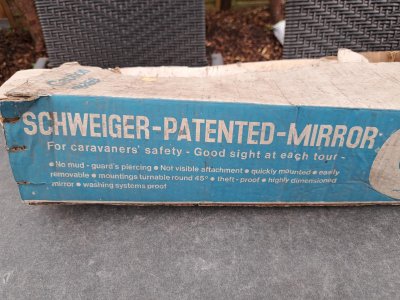 SCHWEIGER-PATENTED-MIRROR
For caravaners' safety - Good sight at each tour -
● No mud - guard's piercing ● Not visible attachment ● quickly mounted ● easily
removable ● mountings turnable round 45° ● theft - proof ● highly dimensioned
mirror ● washing systems proof